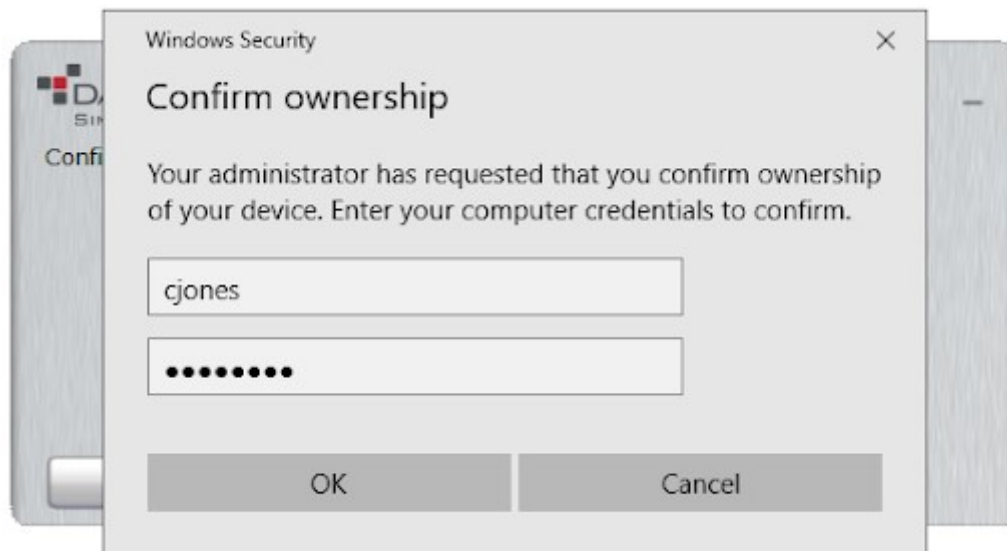 Windows Security
Confirm ownership
Your administrator has requested that you confirm ownership
of your device. Enter your computer credentials to confirm.
cjones
OK
Cancel